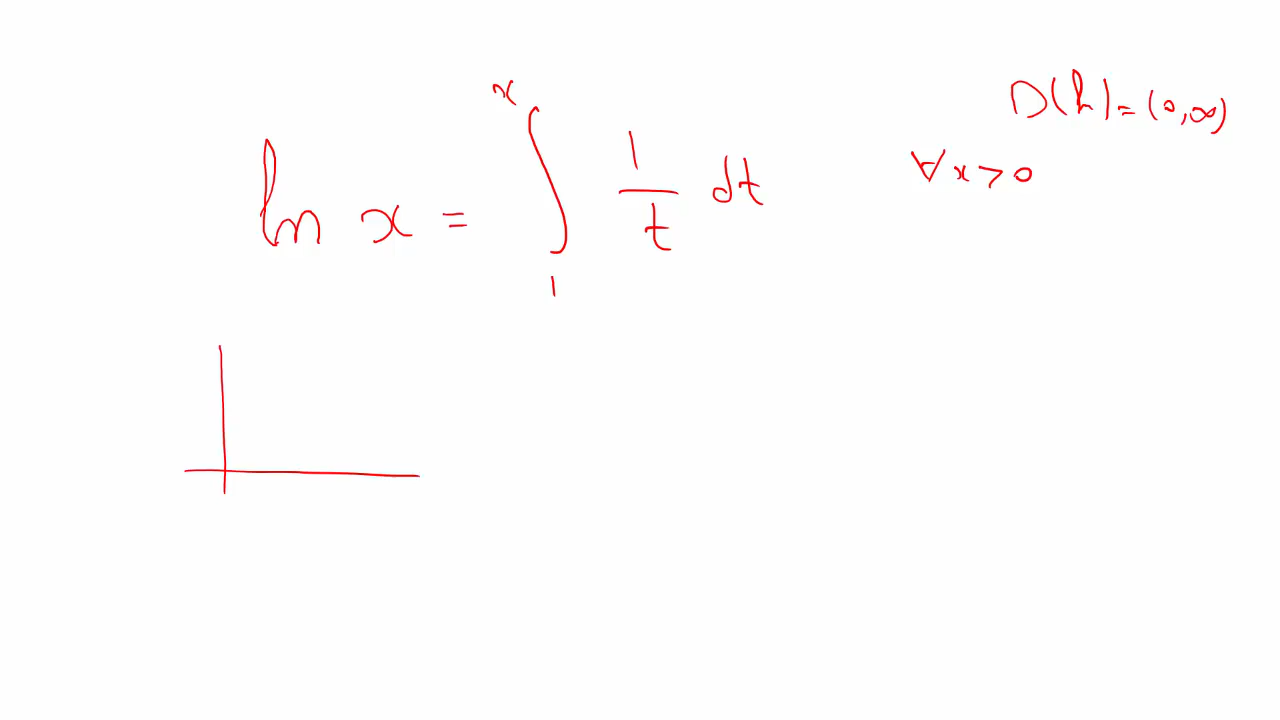 D(ln) = (0, ∞)
ln x = ∫₁ˣ 1/t dt ∀x > 0